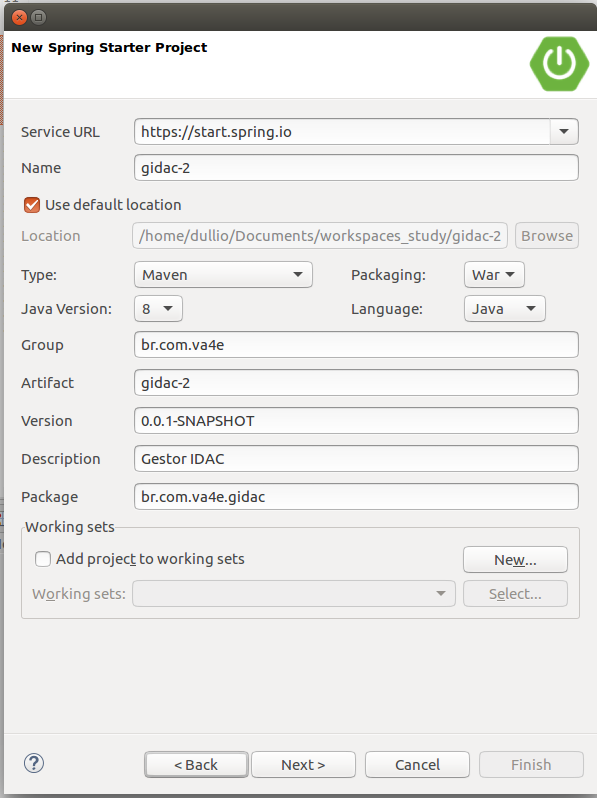 New Spring Starter Project
Service URL https://start.spring.io
Name gidac-2
Use default location
Location /home/dullio/Documents/workspaces_study/gidac-2 Browse
Type: Maven Packaging: War
Java Version: 8 Language: Java
Group br.com.va4e
Artifact gidac-2
Version 0.0.1-SNAPSHOT
Description Gestor IDAC
Package br.com.va4e.gidac
Working sets
Add project to working sets New...
Working sets: Select...
? < Back Next > Cancel Finish